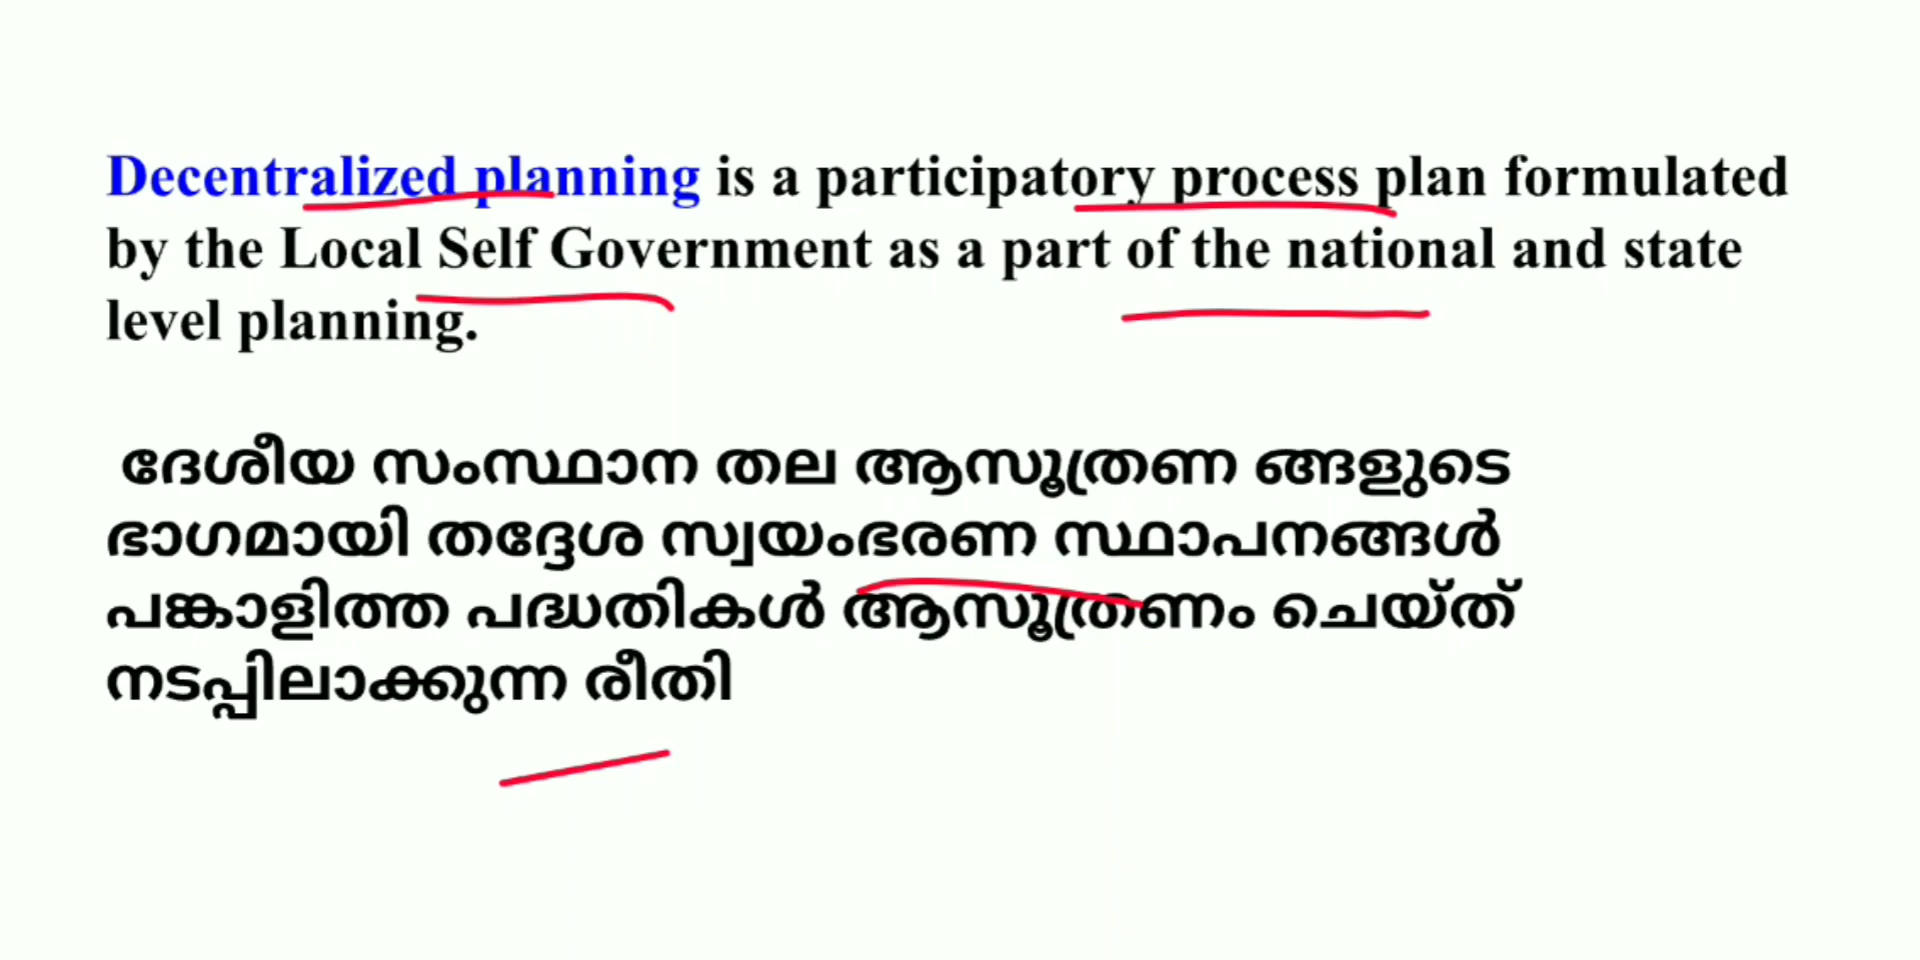 Decentralized planning is a participatory process plan formulated
by the Local Self Government as a part of the national and state
level planning.
ദേശീയ സംസ്ഥാന തല ആസൂത്രണ ങ്ങളുടെ
ഭാഗമായി തദ്ദേശ സ്വയംഭരണ സ്ഥാപനങ്ങൾ
പങ്കാളിത്ത പദ്ധതികൾ ആസൂത്രണം ചെയ്ത്
നടപ്പിലാക്കുന്ന രീതി